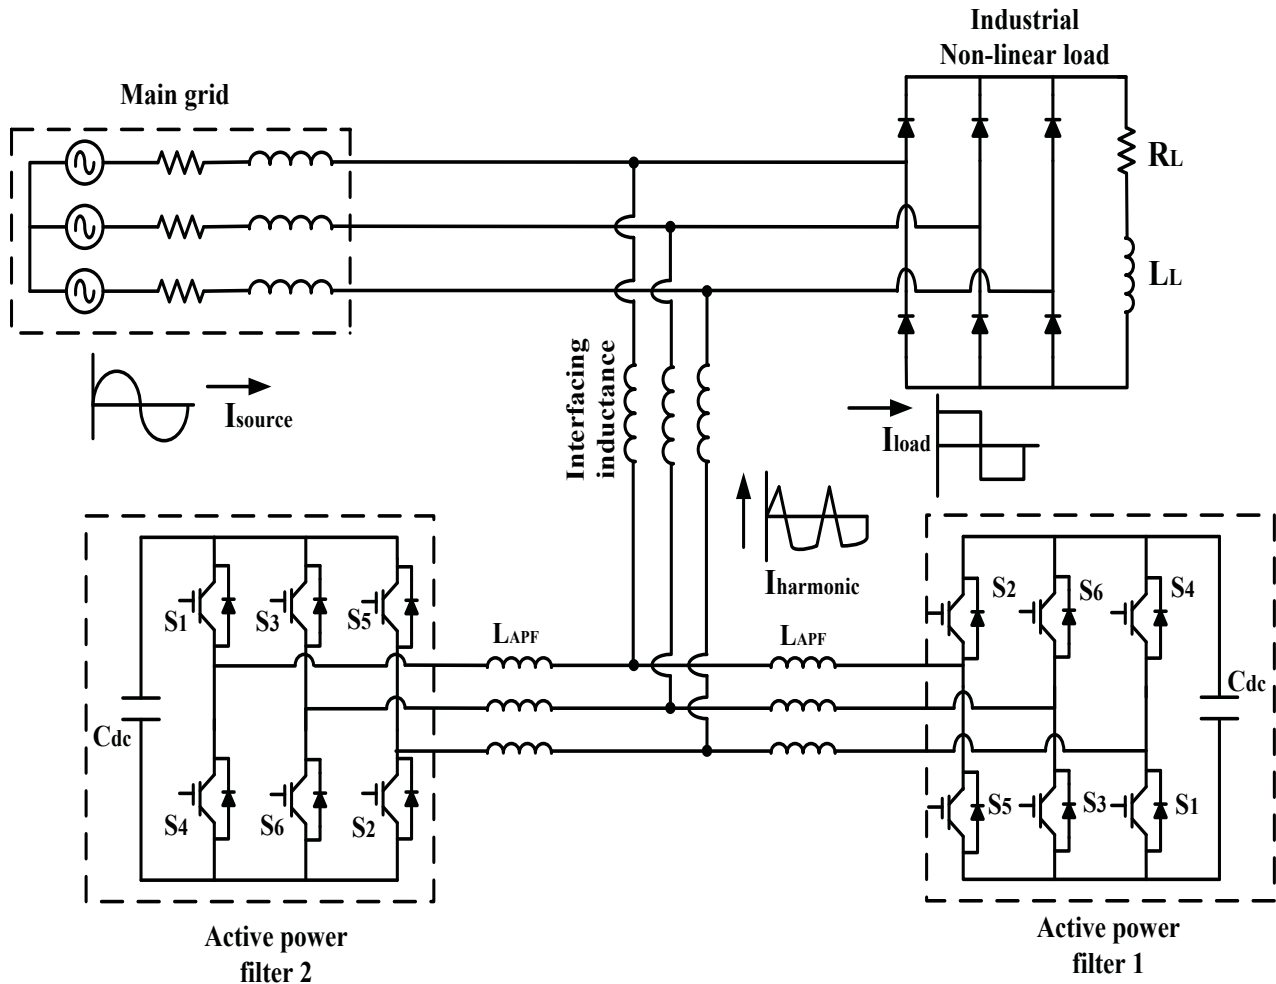 Industrial
Non-linear load
Main grid
RL
LL
Interfacing
inductance
Isource
Iload
Iharmonic
S1
S3
S5
LAPF
LAPF
S2
S6
S4
Cdc
Cdc
S4
S6
S2
S5
S3
S1
Active power
filter 2
Active power
filter 1